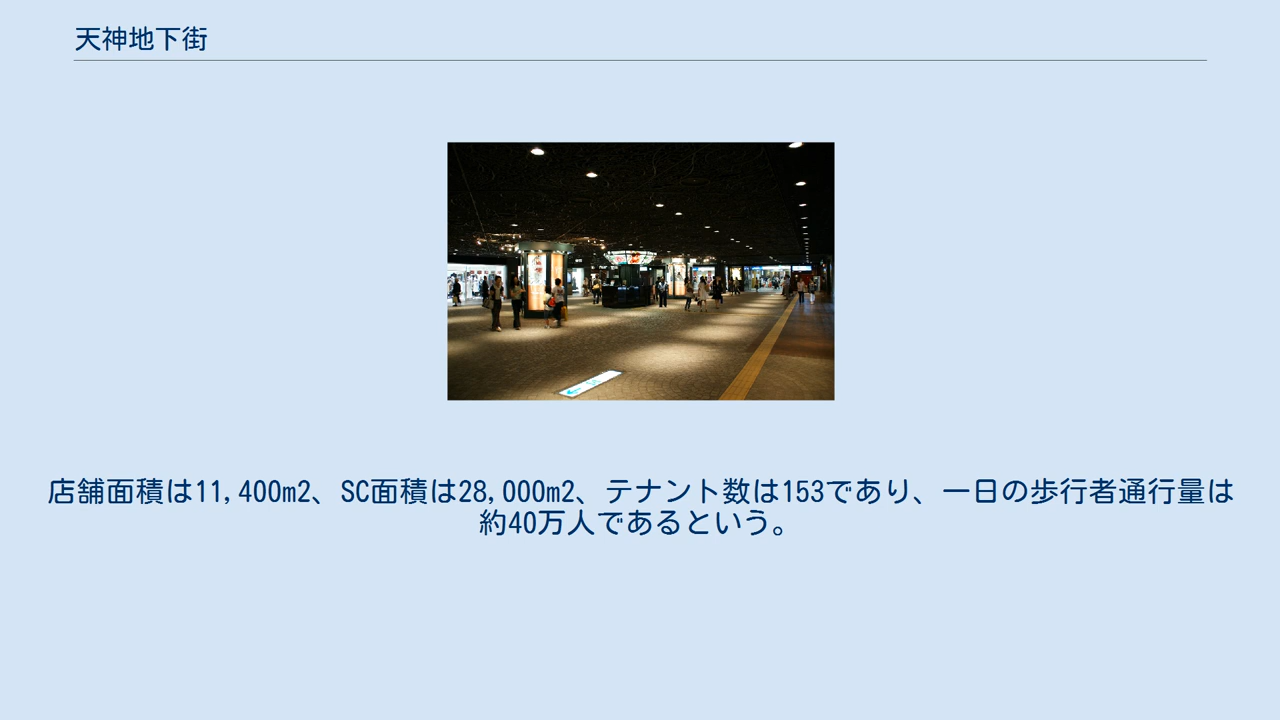 天神地下街
店舗面積は11,400m2、SC面積は28,000m2、テナント数は153であり、一日の歩行者通行量は
約40万人であるという。